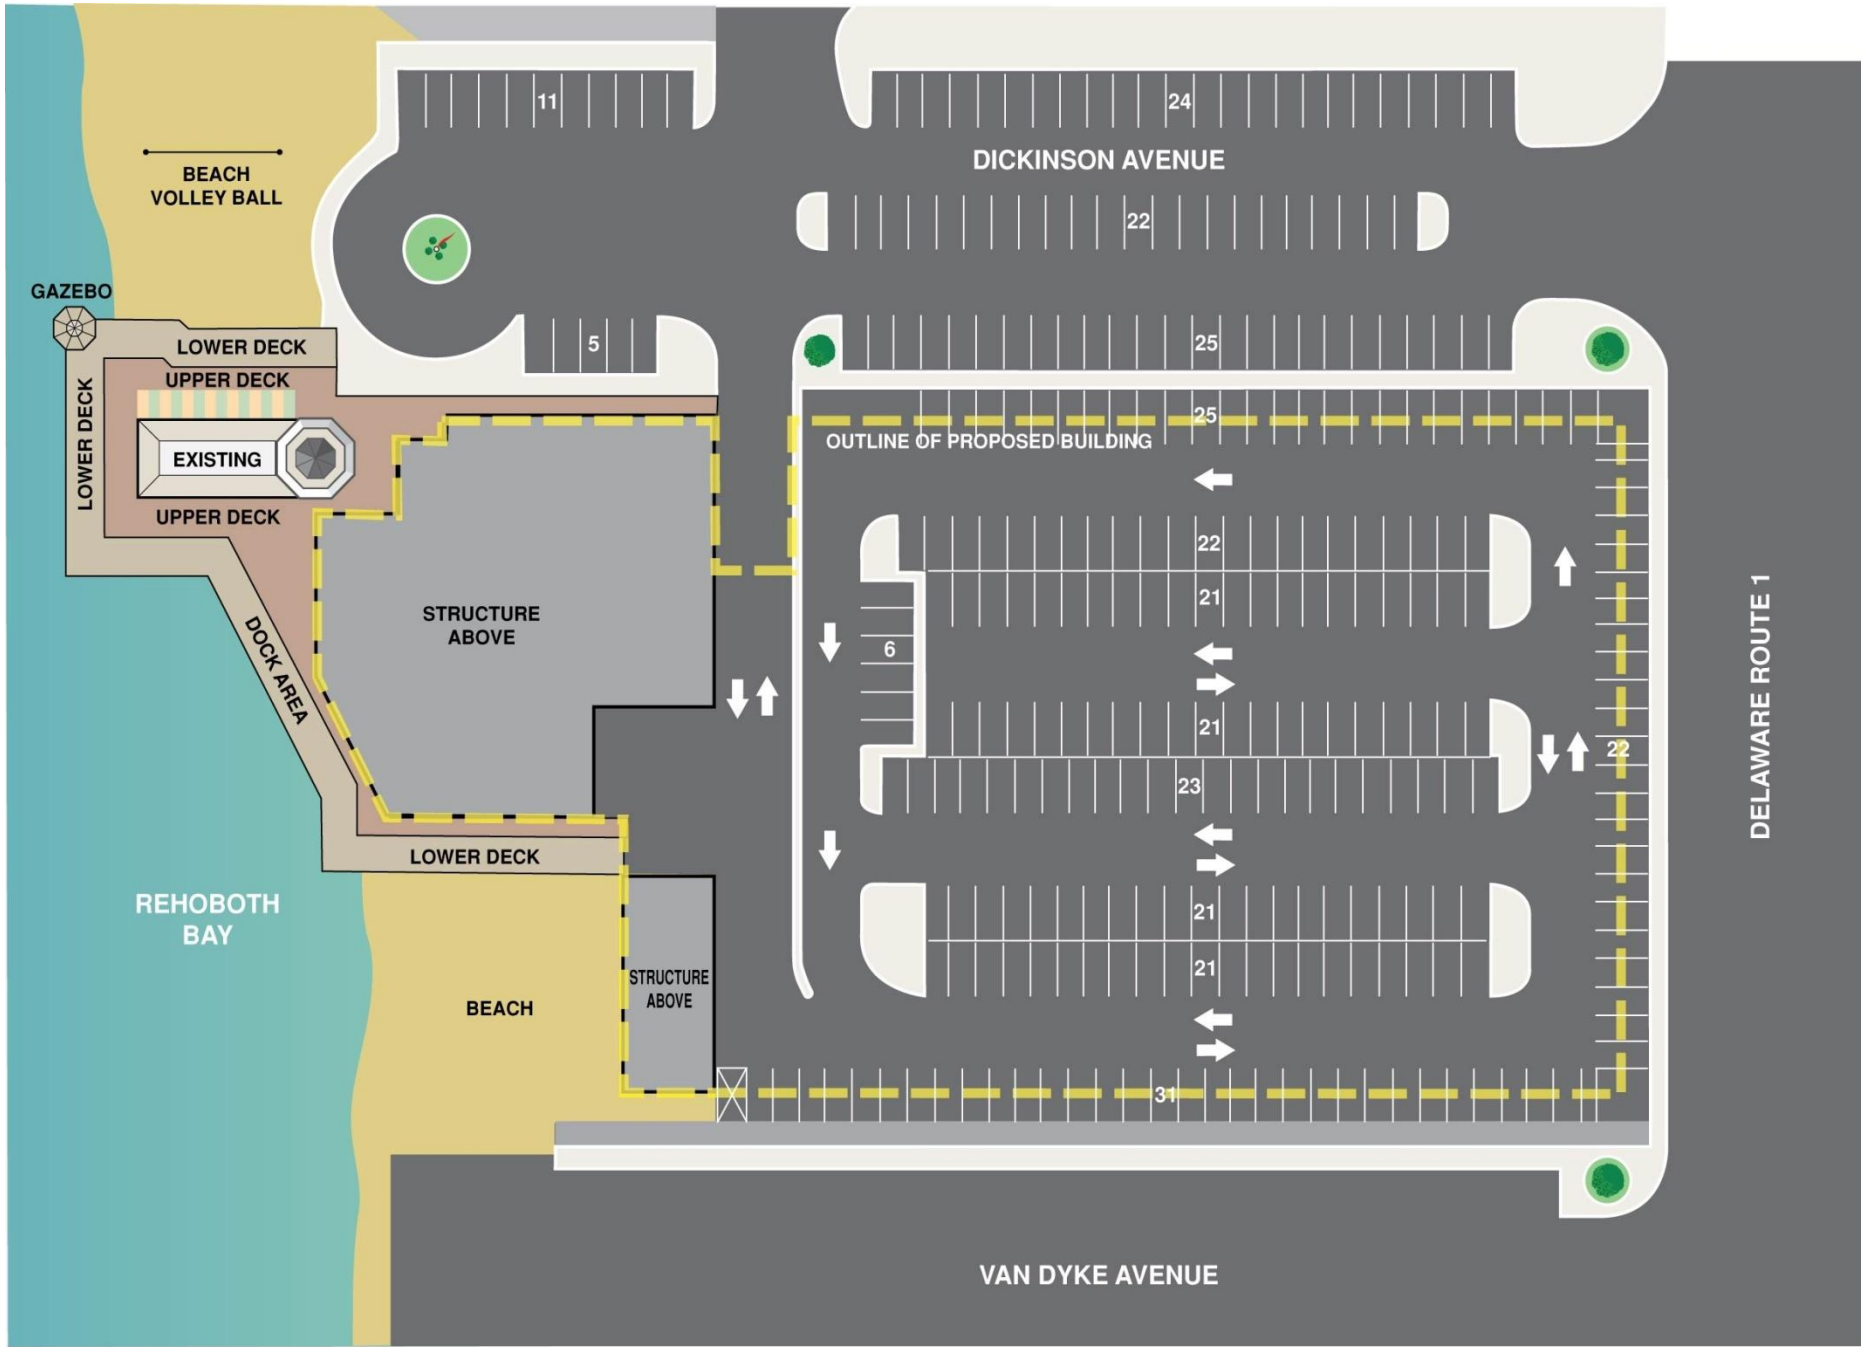 11
24
DICKINSON AVENUE
BEACH
VOLLEY BALL
22
GAZEBO
LOWER DECK
5
25
UPPER DECK
LOWER DECK
25
OUTLINE OF PROPOSED BUILDING
EXISTING
UPPER DECK
22
21
STRUCTURE
ABOVE
6
DOCK AREA
21
22
DELAWARE ROUTE 1
23
LOWER DECK
REHOBOTH
BAY
21
21
STRUCTURE
ABOVE
BEACH
31
VAN DYKE AVENUE